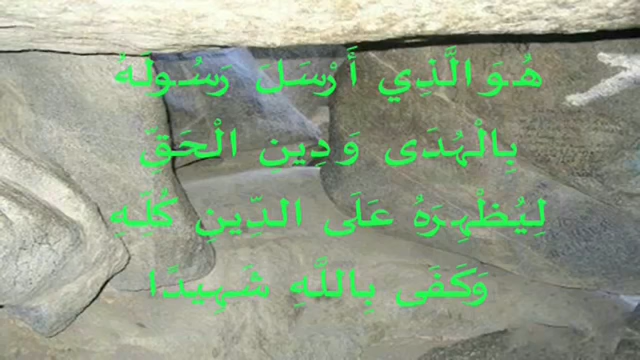 هُوَ الَّذِي أَرْسَلَ رَسُولَهُ
بِالْهُدَى وَدِينِ الْحَقِّ
لِيُظْهِرَهُ عَلَى الدِّينِ كُلِّهِ
وَكَفَى بِاللَّهِ شَهِيدًا